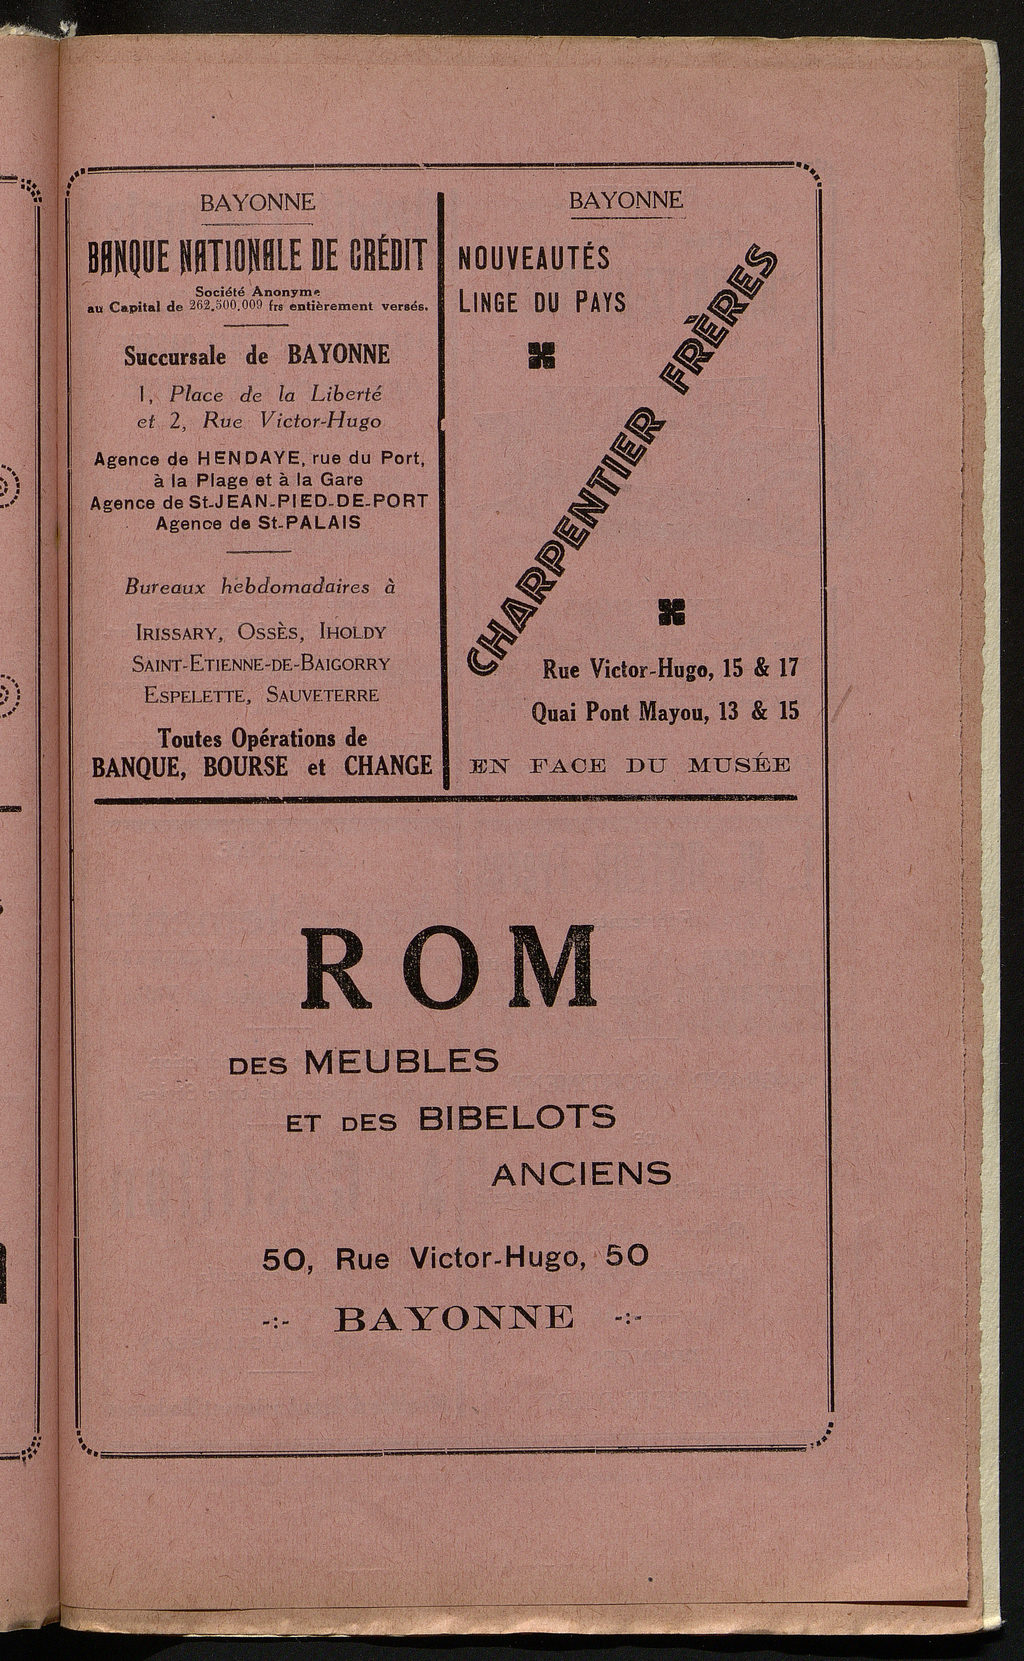 BAYONNE
BANQUE NATIONALE DE CRÉDIT
Société Anonyme
au Capital de 262.500.000 frs entièrement versés.
Succursale de BAYONNE
1, Place de la Liberté
et 2, Rue Victor-Hugo
Agence de HENDAYE, rue du Port,
à la Plage et à la Gare
Agence de St-JEAN-PIED-DE-PORT
Agence de St-PALAIS
Bureaux hebdomadaires à
IRISSARY, OSSÈS, IHOLDY
SAINT-ETIENNE-DE-BAIGORRY
ESPELETTE, SAUVETERRE
Toutes Opérations de
BANQUE, BOURSE et CHANGE
BAYONNE
NOUVEAUTÉS
LINGE DU PAYS
CHARPENTIER FRÈRES
Rue Victor-Hugo, 15 & 17
Quai Pont Mayou, 13 & 15
EN FACE DU MUSÉE
ROM
DES MEUBLES
ET DES BIBELOTS
ANCIENS
50, Rue Victor-Hugo, 50
-:- BAYONNE -:-